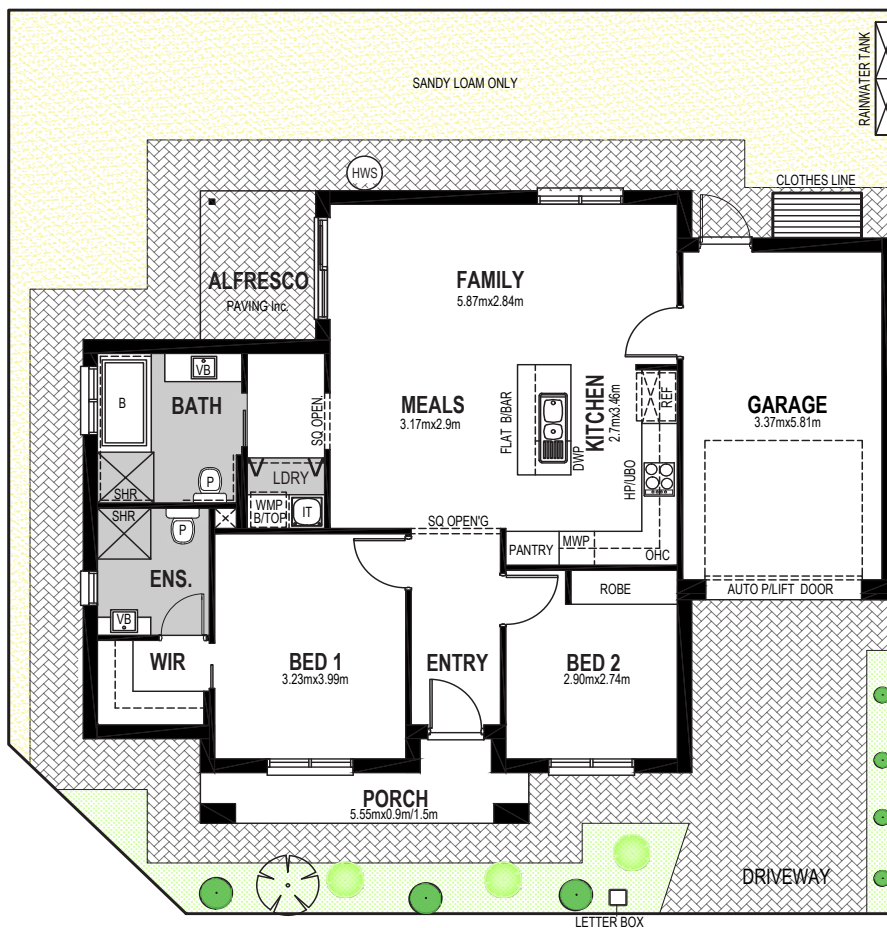 SANDY LOAM ONLY
RAINWATER TANK
HWS
CLOTHES LINE
ALFRESCO
PAVING Inc.
FAMILY
5.87mx2.84m
B
VB
BATH
SHR
P
SQ OPEN.
LDRY
WMP
B/TOP
IT
MEALS
3.17mx2.9m
FLAT B/BAR
DWP
KITCHEN
2.7mx3.46m
REF
HP/UBO
GARAGE
3.37mx5.81m
SHR
P
SQ OPEN'G
PANTRY
MWP
OHC
AUTO P/LIFT DOOR
ENS.
VB
WIR
BED 1
3.23mx3.99m
ENTRY
ROBE
BED 2
2.90mx2.74m
PORCH
5.55mx0.9m/1.5m
DRIVEWAY
LETTER BOX